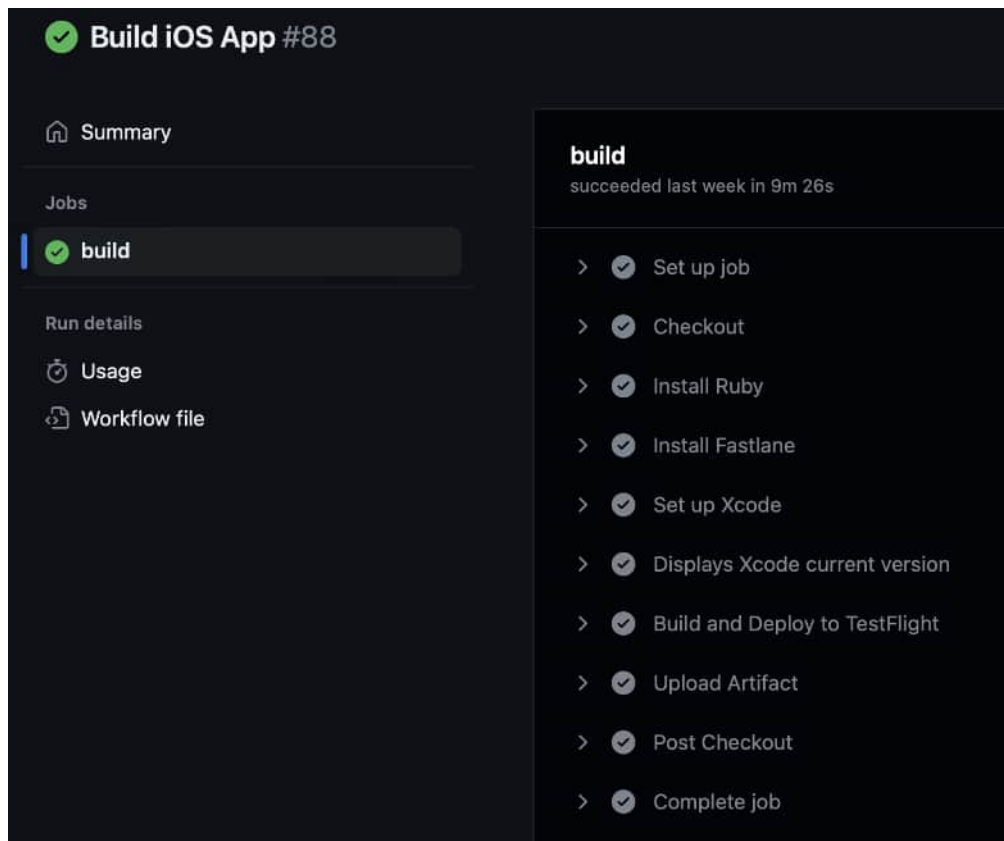 Build iOS App #88
Summary
Jobs
build
Run details
Usage
Workflow file
build
succeeded last week in 9m 26s
Set up job
Checkout
Install Ruby
Install Fastlane
Set up Xcode
Displays Xcode current version
Build and Deploy to TestFlight
Upload Artifact
Post Checkout
Complete job